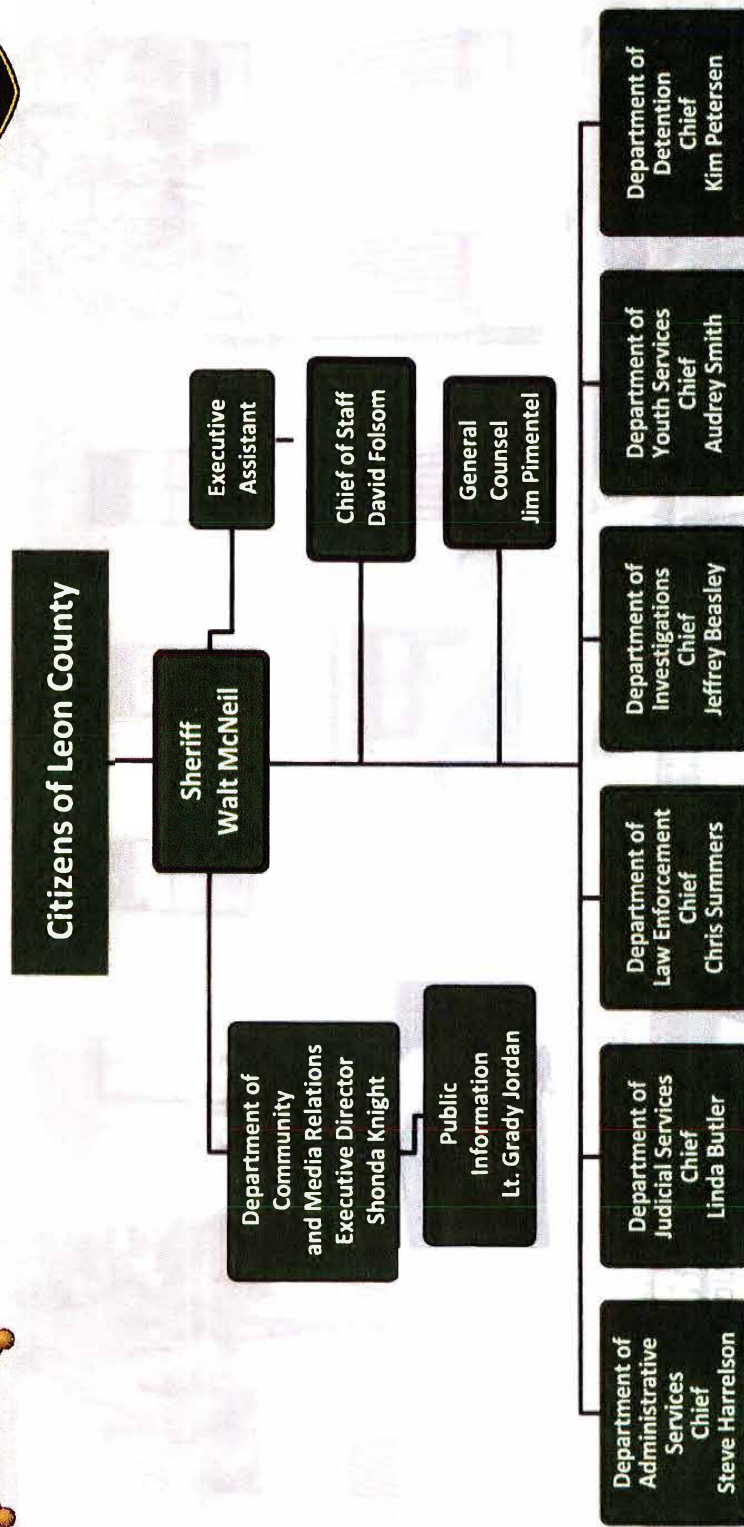 Citizens of Leon County
Sheriff
Walt McNeil
Executive
Assistant
Chief of Staff
David Folsom
General
Counsel
Jim Pimentel
Department of
Community
and Media Relations
Executive Director
Shonda Knight
Public
Information
Lt. Grady Jordan
Department of
Administrative
Services
Chief
Steve Harrelson
Department of
Judicial Services
Chief
Linda Butler
Department of
Law Enforcement
Chief
Chris Summers
Department of
Investigations
Chief
Jeffrey Beasley
Department of
Youth Services
Chief
Audrey Smith
Department of
Detention
Chief
Kim Petersen